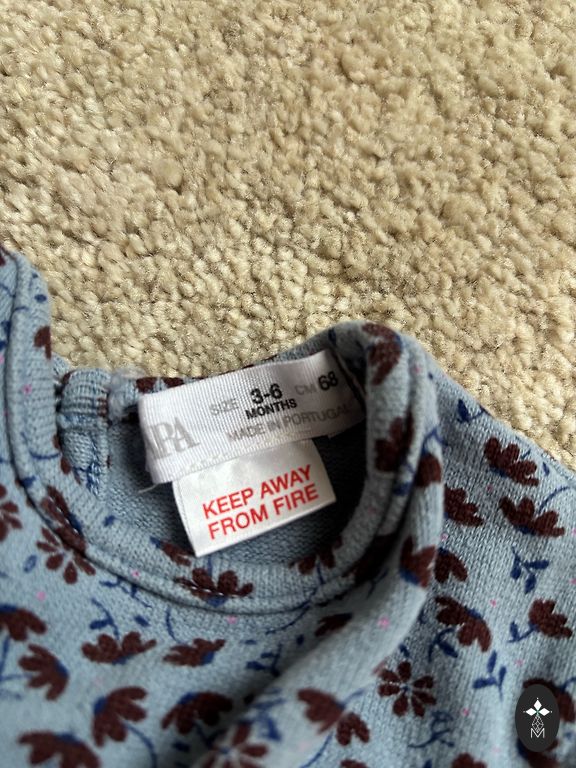 SIZE 3-6 CM 68
MONTHS
MADE IN PORTUGAL
KEEP AWAY
FROM FIRE
M